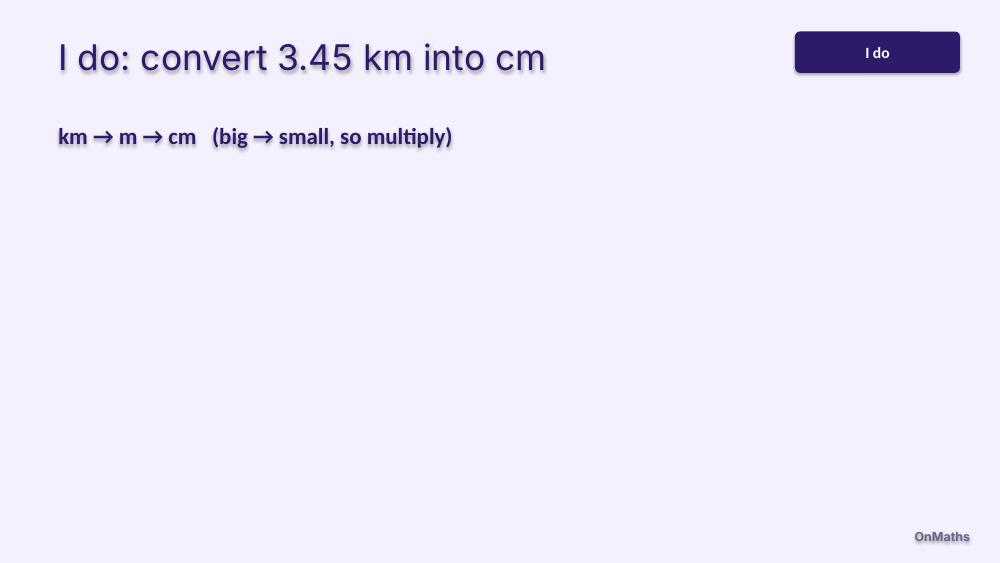 I do: convert 3.45 km into cm
I do
km → m → cm (big → small, so multiply)
OnMaths